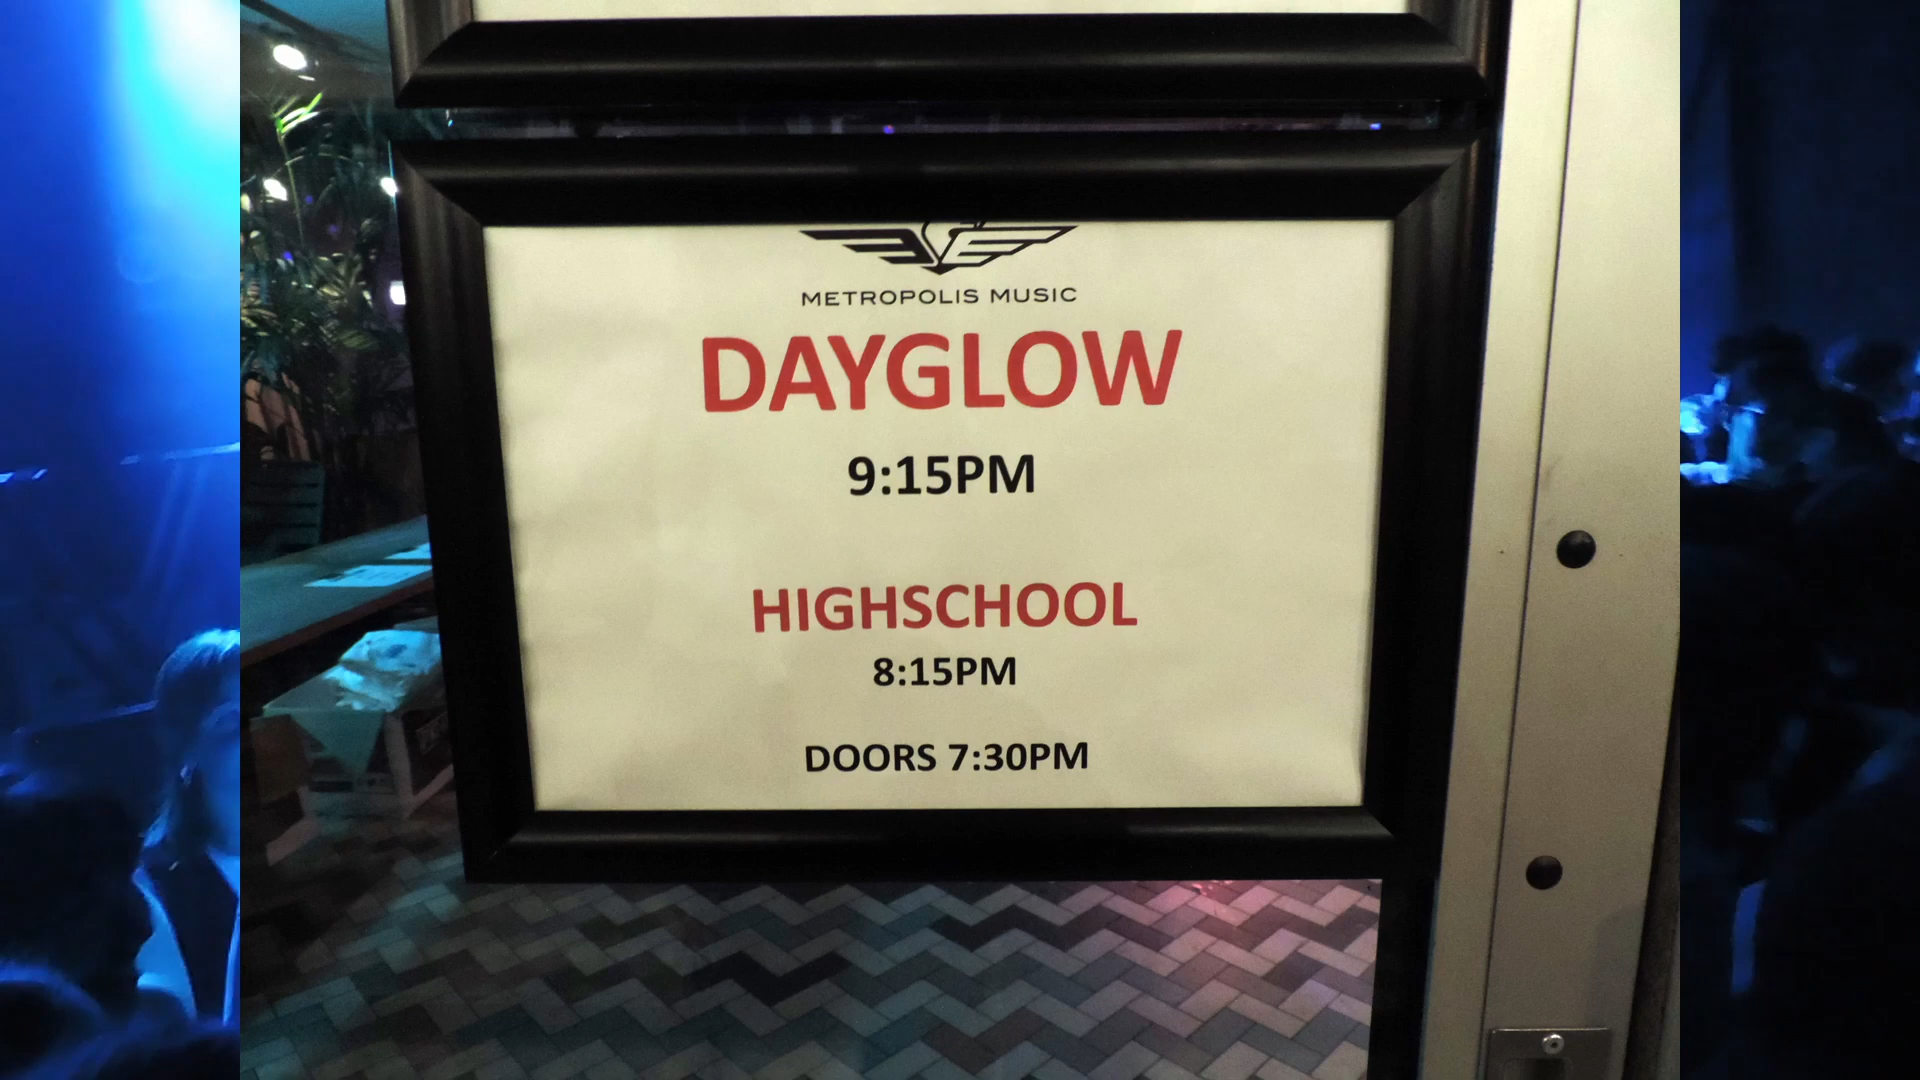 METROPOLIS MUSIC
DAYGLOW
9:15PM
HIGHSCHOOL
8:15PM
DOORS 7:30PM